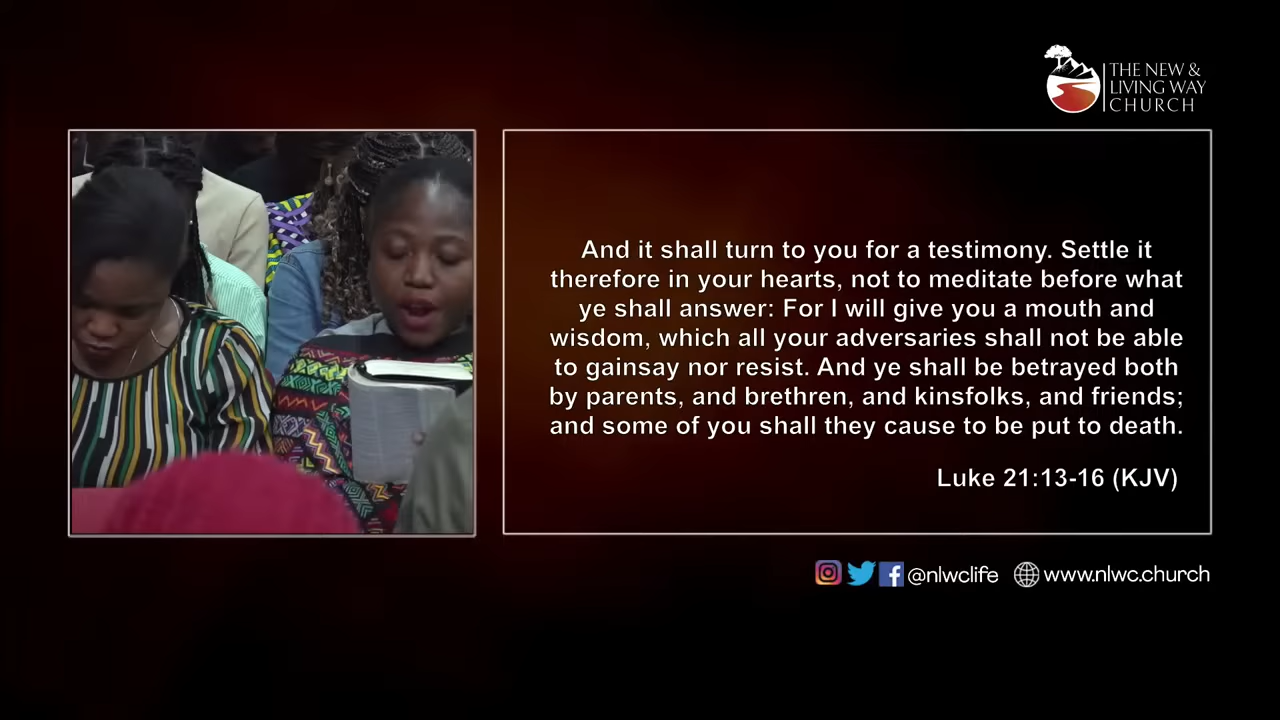 THE NEW &
LIVING WAY
CHURCH
And it shall turn to you for a testimony. Settle it
therefore in your hearts, not to meditate before what
ye shall answer: For I will give you a mouth and
wisdom, which all your adversaries shall not be able
to gainsay nor resist. And ye shall be betrayed both
by parents, and brethren, and kinsfolks, and friends;
and some of you shall they cause to be put to death.
Luke 21:13-16 (KJV)
@nlwclife www.nlwc.church